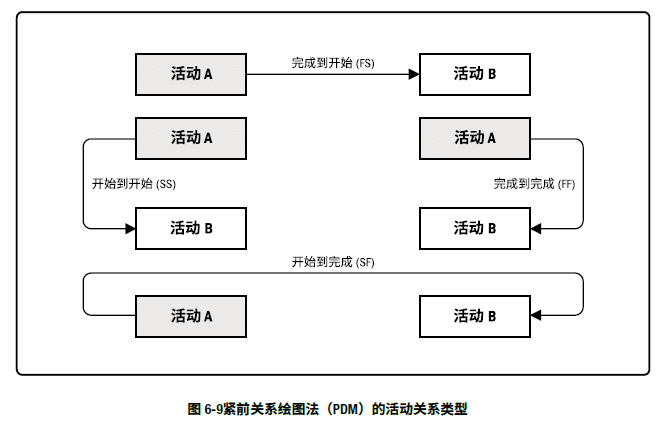 活动 A
完成到开始 (FS)
活动 B
活动 A
活动 A
开始到开始 (SS)
完成到完成 (FF)
活动 B
活动 B
开始到完成 (SF)
活动 A
活动 B
图 6-9紧前关系绘图法（PDM）的活动关系类型